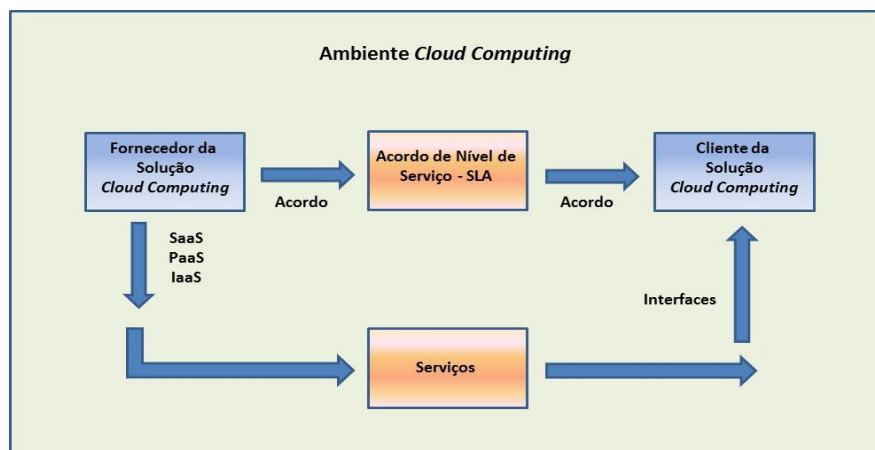 Ambiente Cloud Computing
Fornecedor da
Solução
Cloud Computing
Acordo
Acordo de Nível de
Serviço - SLA
Acordo
Cliente da
Solução
Cloud Computing
SaaS
PaaS
IaaS
Interfaces
Serviços